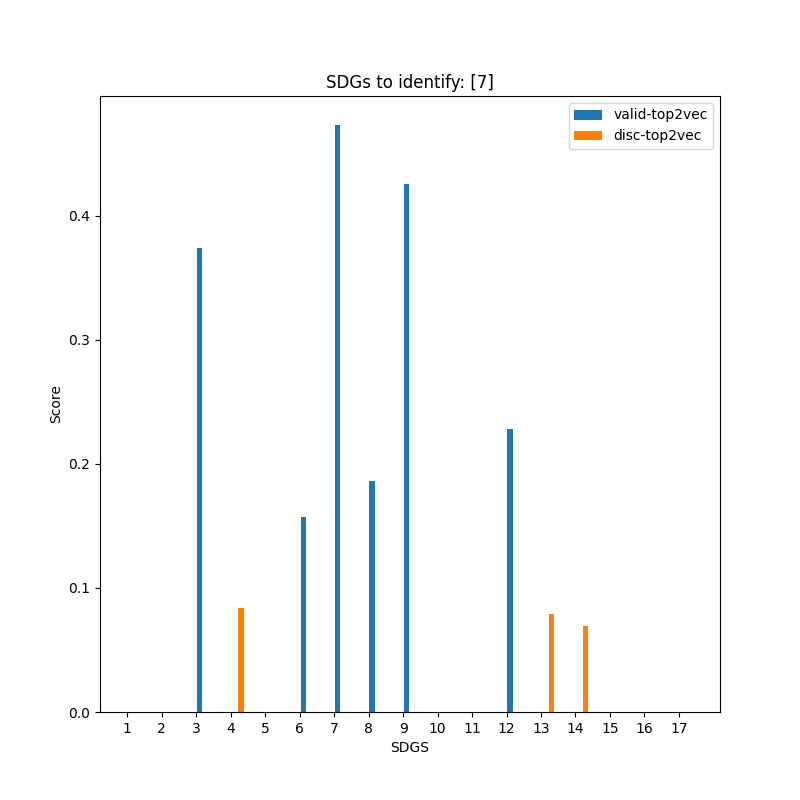 SDGs to identify: [7]
valid-top2vec
disc-top2vec
Score
0.4
0.3
0.2
0.1
0.0
1 2 3 4 5 6 7 8 9 10 11 12 13 14 15 16 17
SDGS